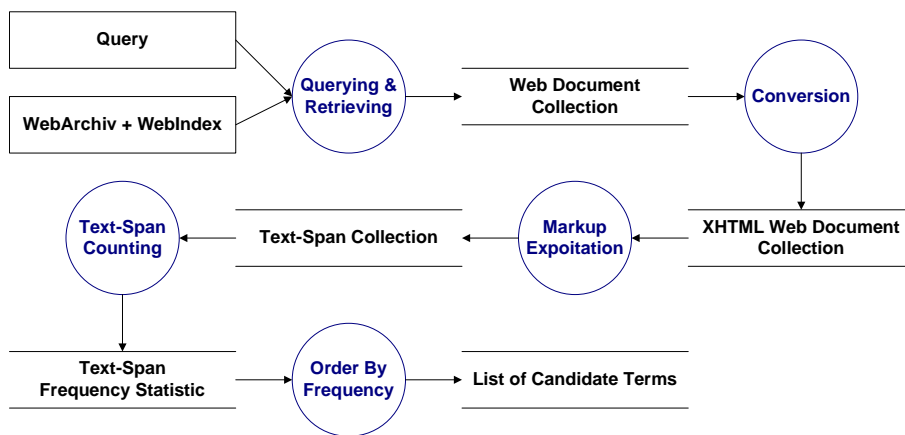 Query
WebArchiv + WebIndex
Querying &
Retrieving
Web Document
Collection
Conversion
XHTML Web Document
Collection
Markup
Expoitation
Text-Span Collection
Text-Span
Counting
Text-Span
Frequency Statistic
Order By
Frequency
List of Candidate Terms